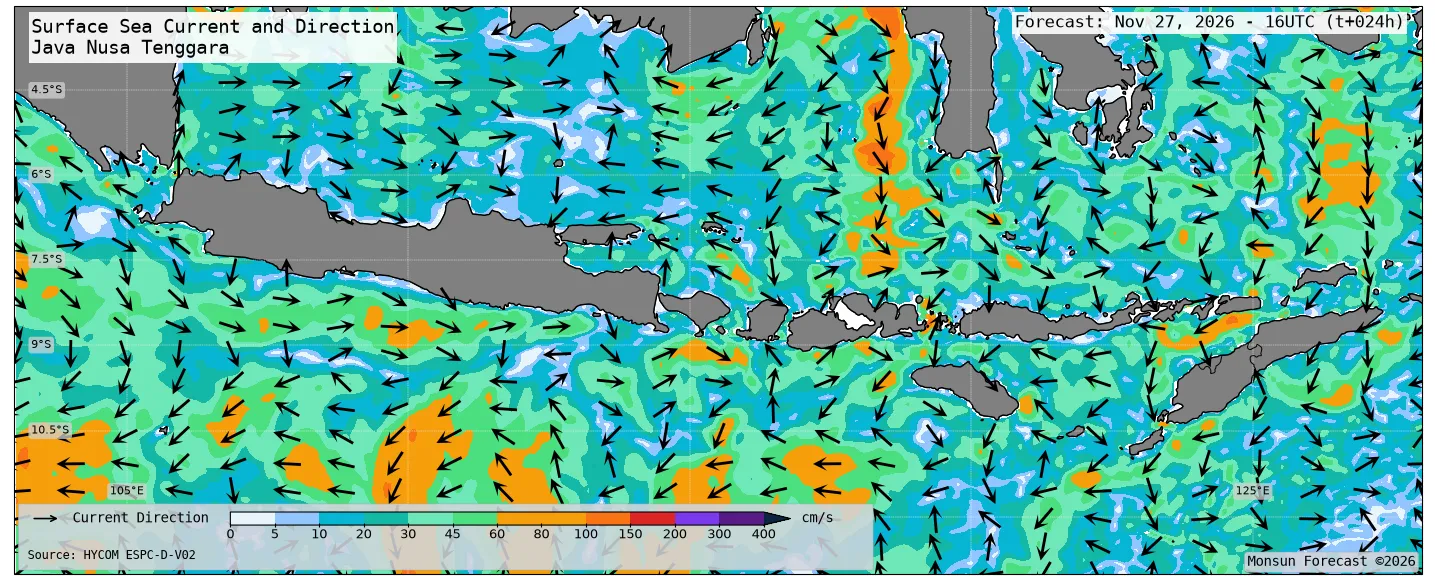 Surface Sea Current and Direction
Java Nusa Tenggara
Forecast: Nov 27, 2026 - 16UTC (t+024h)
4.5°S
6°S
7.5°S
9°S
10.5°S
105°E
125°E
Current Direction
0 5 10 20 30 45 60 80 100 150 200 300 400 cm/s
Source: HYCOM ESPC-D-V02
Monsun Forecast ©2026